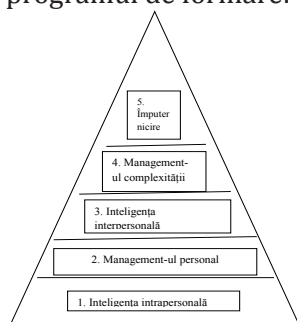 programul de formare.
5.
Împuter
nicire
4. Management-
ul complexității
3. Inteligența
interpersonală
2. Management-ul personal
1. Inteligența intrapersonală